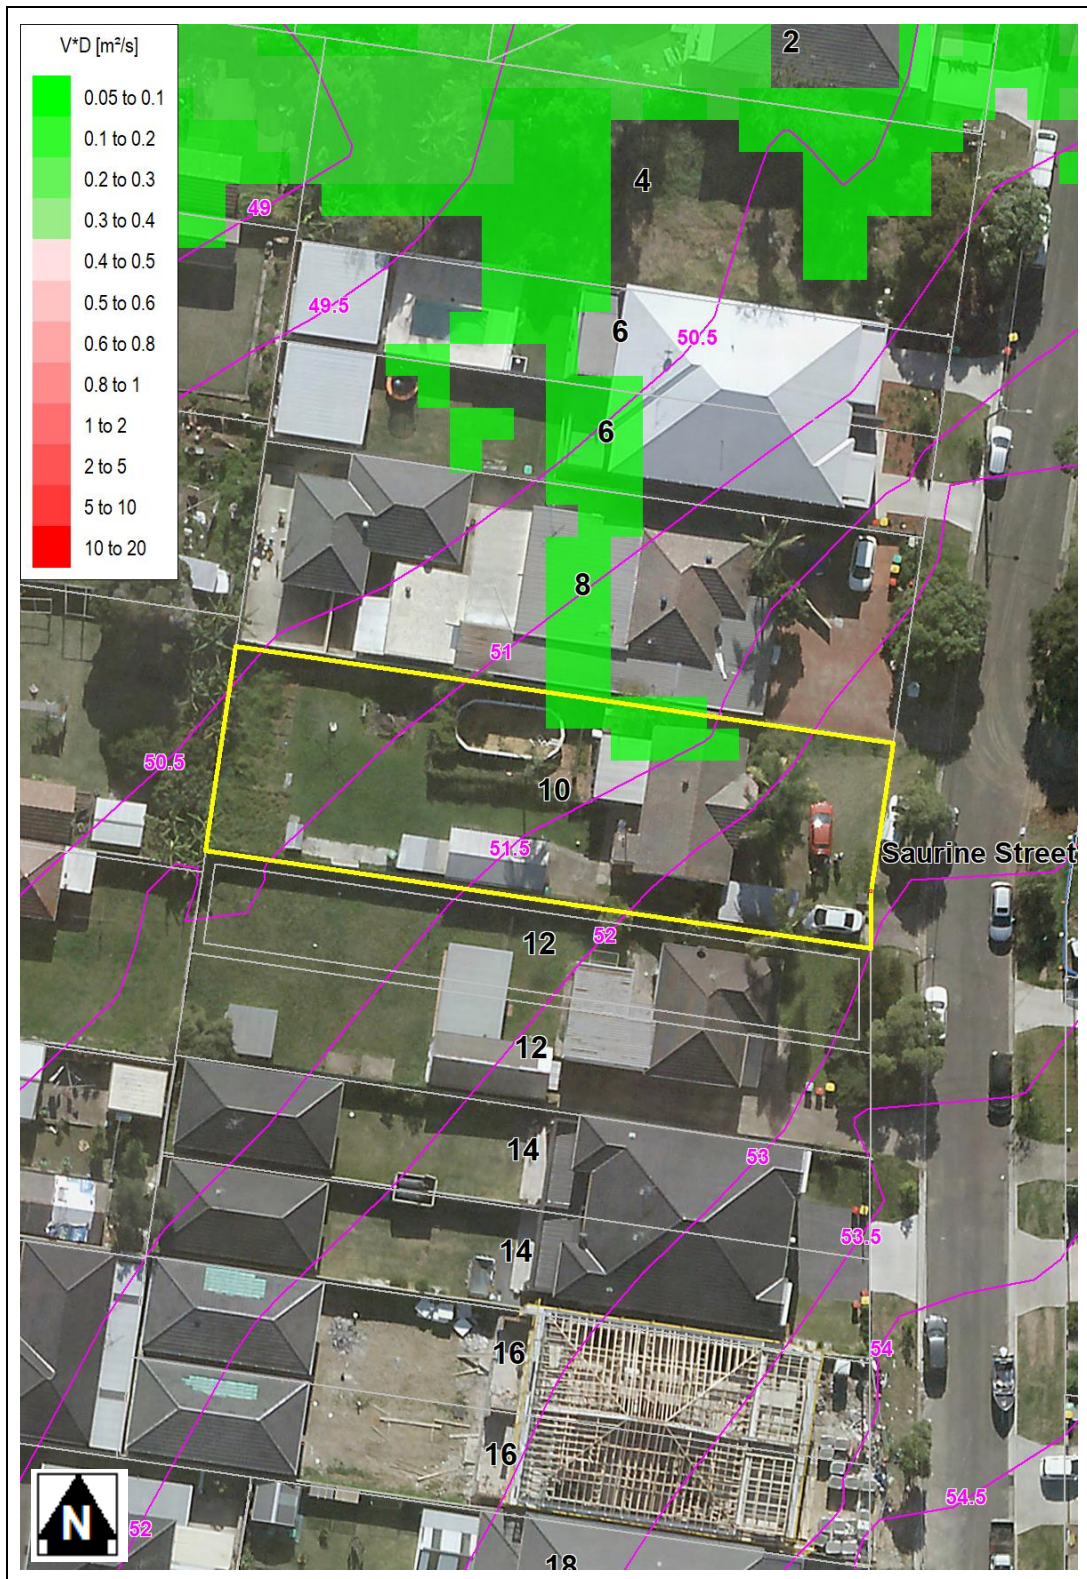 V*D [m²/s]
0.05 to 0.1
0.1 to 0.2
0.2 to 0.3
0.3 to 0.4
0.4 to 0.5
0.5 to 0.6
0.6 to 0.8
0.8 to 1
1 to 2
2 to 5
5 to 10
10 to 20
2
4
49
49.5
6
50.5
6
8
51
50.5
10
51.5
Saurine Street
12
52
12
14
53
14
53.5
16
54
16
54.5
N
52
18